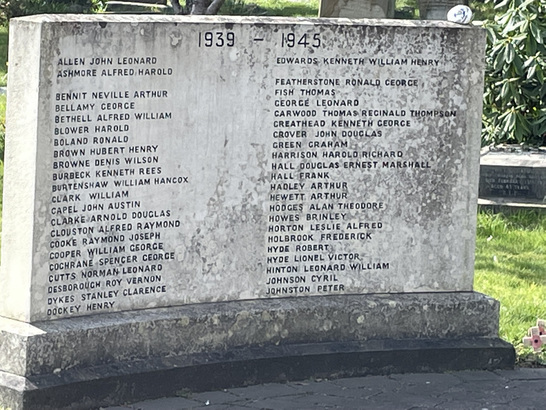 1939 - 1945
ALLEN JOHN LEONARD
ASHMORE ALFRED HAROLD
BENNIT NEVILLE ARTHUR
BELLAMY GEORGE
BETHELL ALFRED WILLIAM
BLOWER HAROLD
BOLAND RONALD
BROWN HUBERT HENRY
BROWNE DENIS WILSON
BURBECK KENNETH REES
BURTENSHAW WILLIAM HANCOX
CLARK WILLIAM
CAPEL JOHN AUSTIN
CLARKE ARNOLD DOUGLAS
CLOUSTON ALFRED RAYMOND
COOKE RAYMOND JOSEPH
COOPER WILLIAM GEORGE
COCHRANE SPENCER GEORGE
CUTTS NORMAN LEONARD
DESBOROUGH ROY VERNON
DYKES STANLEY CLARENCE
DOCKEY HENRY
EDWARDS KENNETH WILLIAM HENRY
FEATHERSTONE RONALD GEORGE
FISH THOMAS
GEORGE LEONARD
GARWOOD THOMAS REGINALD THOMPSON
GREATHEAD KENNETH GEORGE
GROVER JOHN DOUGLAS
GREEN GRAHAM
HARRISON HAROLD RICHARD
HALL DOUGLAS ERNEST MARSHALL
HALL FRANK
HADLEY ARTHUR
HEWETT ARTHUR
HODGES ALAN THEODORE
HOWES BRINLEY
HORTON LESLIE ALFRED
HOLBROOK FREDERICK
HYDE ROBERT
HYDE LIONEL VICTOR
HINTON LEONARD WILLIAM
JOHNSON CYRIL
JOHNSTON PETER